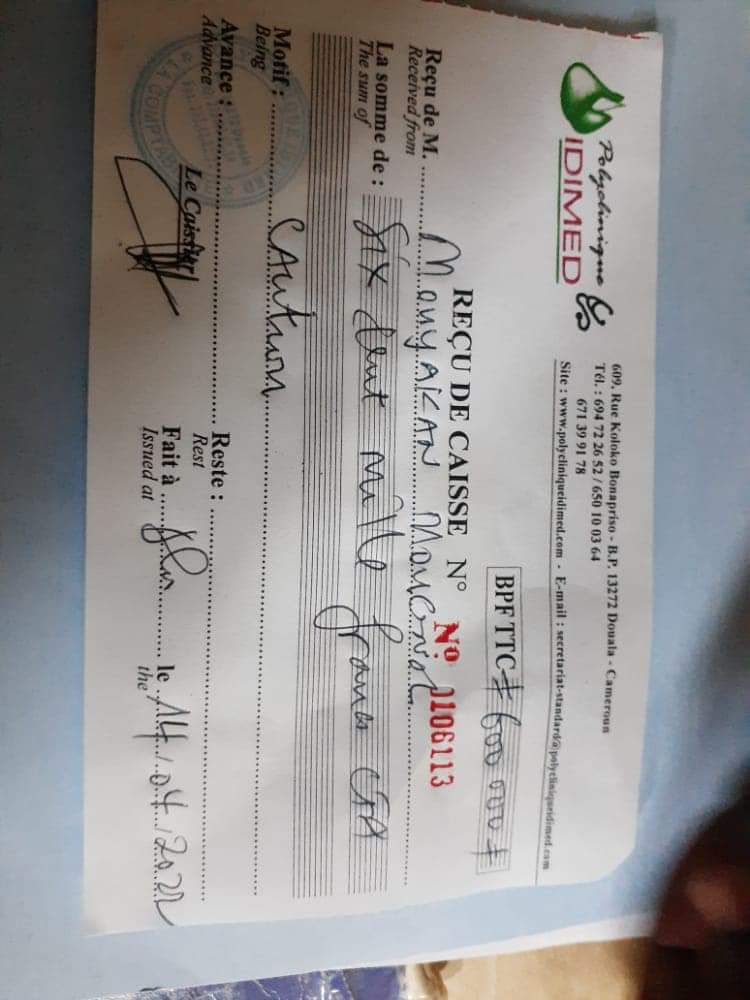 Polyclinique
IDIMED
609, Rue Koloko Bonapriso - B.P. 13272 Douala - Cameroun
Tél. : 694 72 26 52 / 650 10 03 64
671 39 91 78
Site : www.polycliniqueidimed.com - E-mail : secretariat-standard@polycliniqueidimed.com
BPF TTC # 600 000 #
REÇU DE CAISSE N° Nº 0106113
Reçu de M. Manyakan
Received from
La somme de : Six Cent mille francs CFA
The sum of
Motif : CAution
Being
Avance : Reste :
Advance Rest
Le Caissier Fait à Dla le 14/04/2022
Issued at the